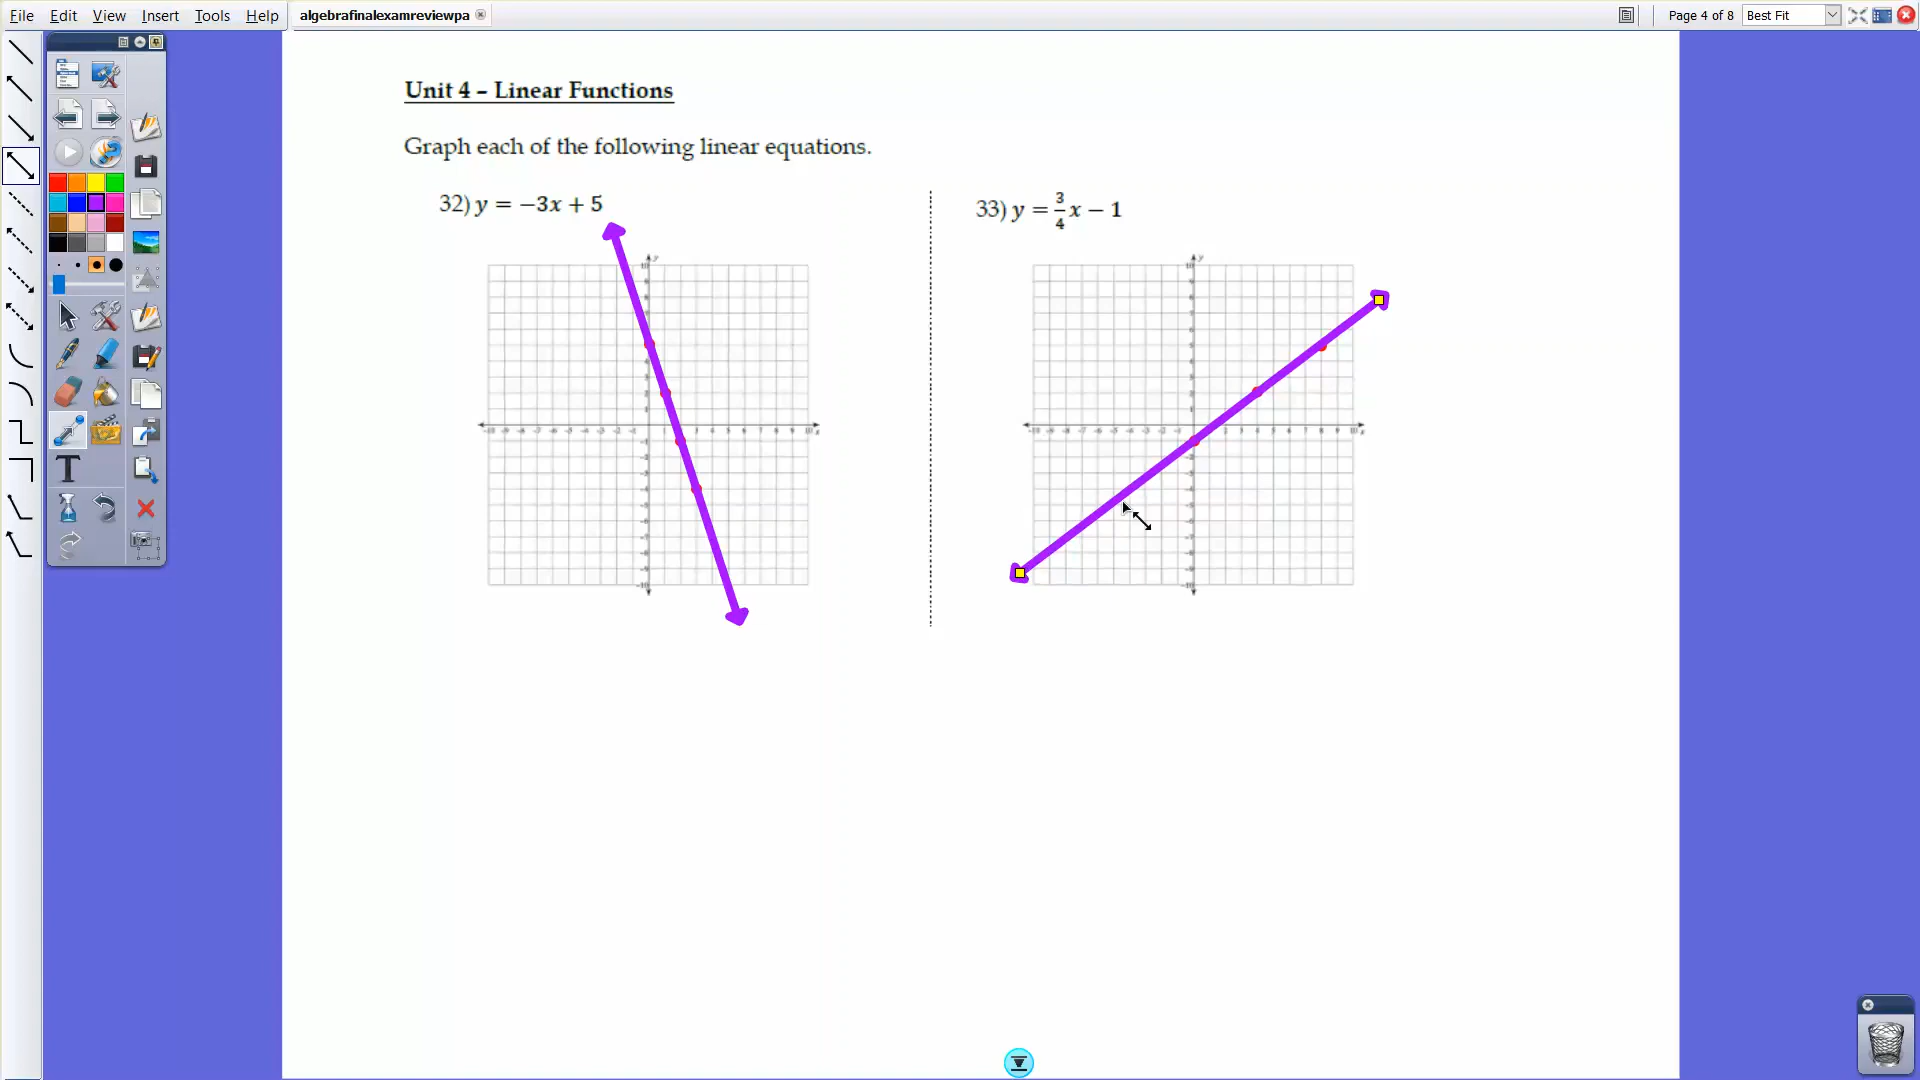 File Edit View Insert Tools Help algebrafinalexamreviewpa Page 4 of 8 Best Fit
Unit 4 – Linear Functions
Graph each of the following linear equations.
32) y = −3x + 5
33) y = 3/4 x − 1
T